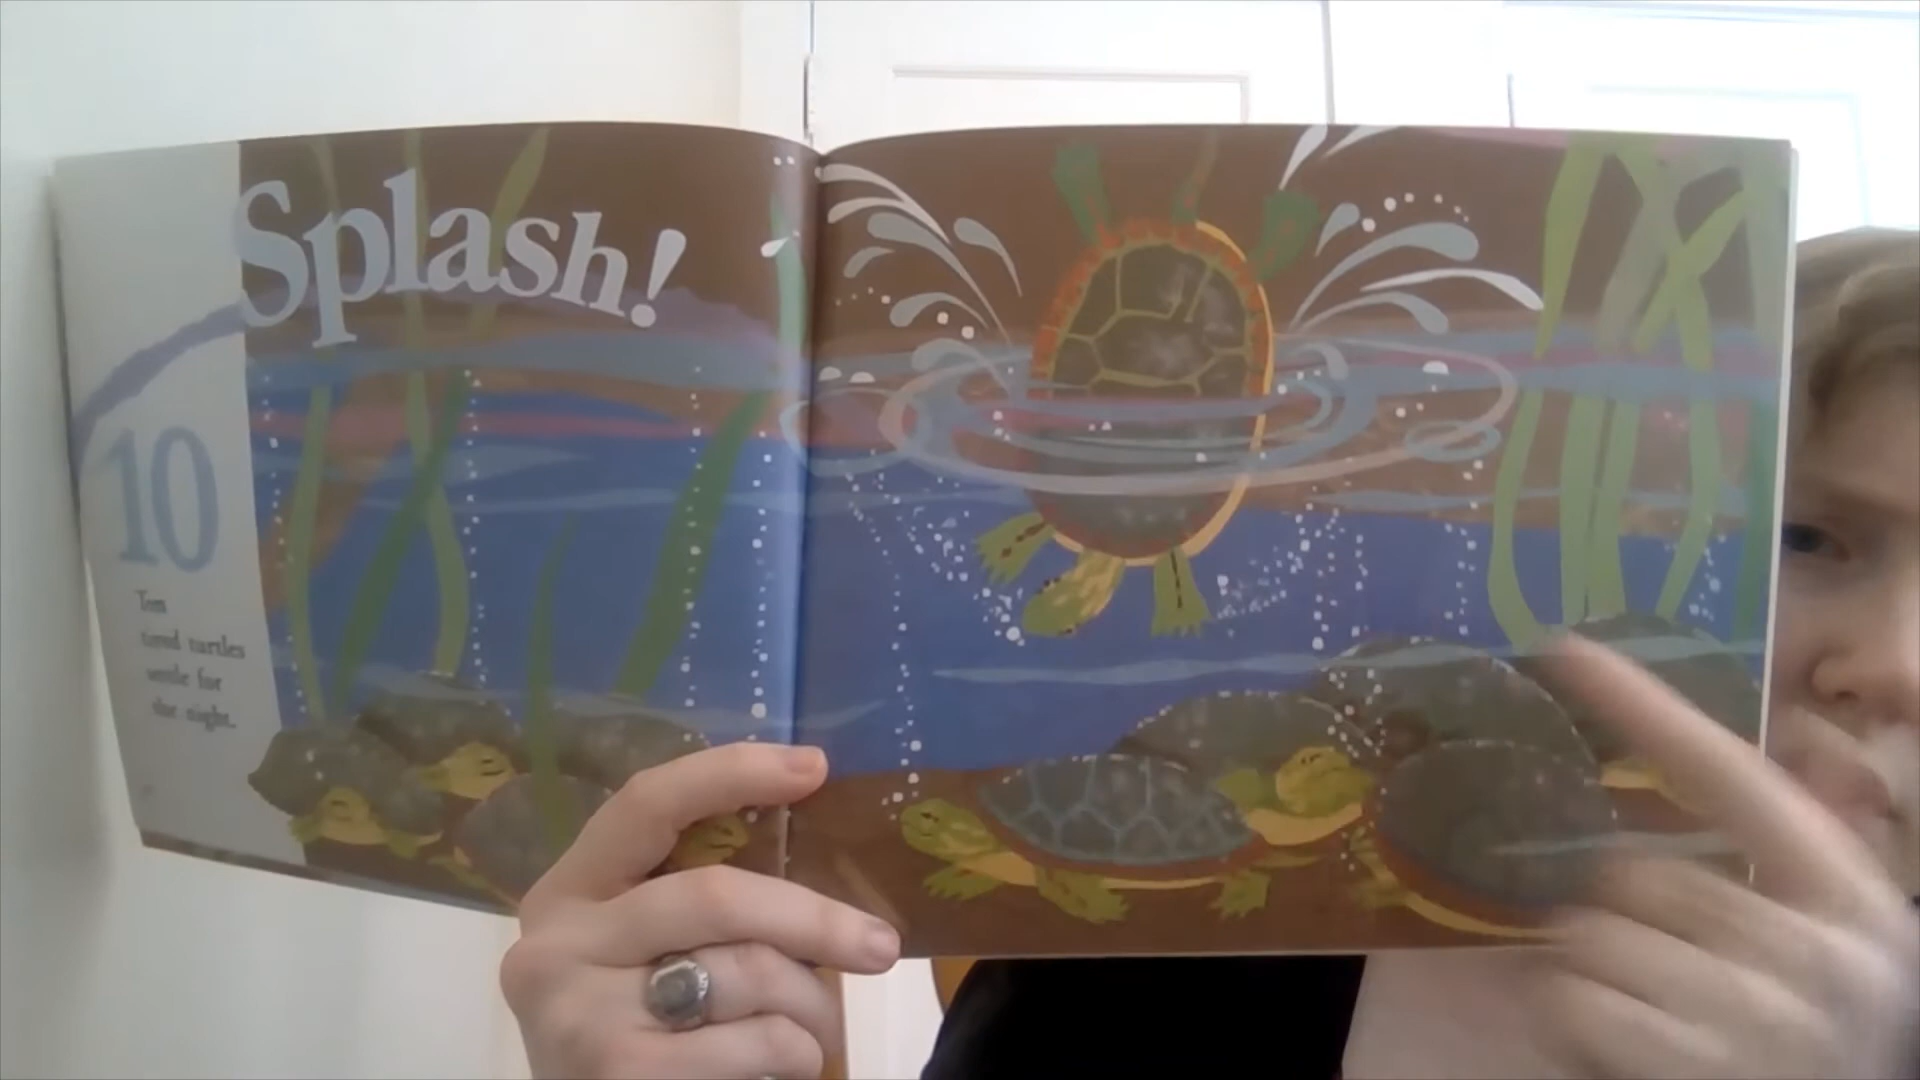 Splash!
10
Ten
tired turtles
settle for
the night.